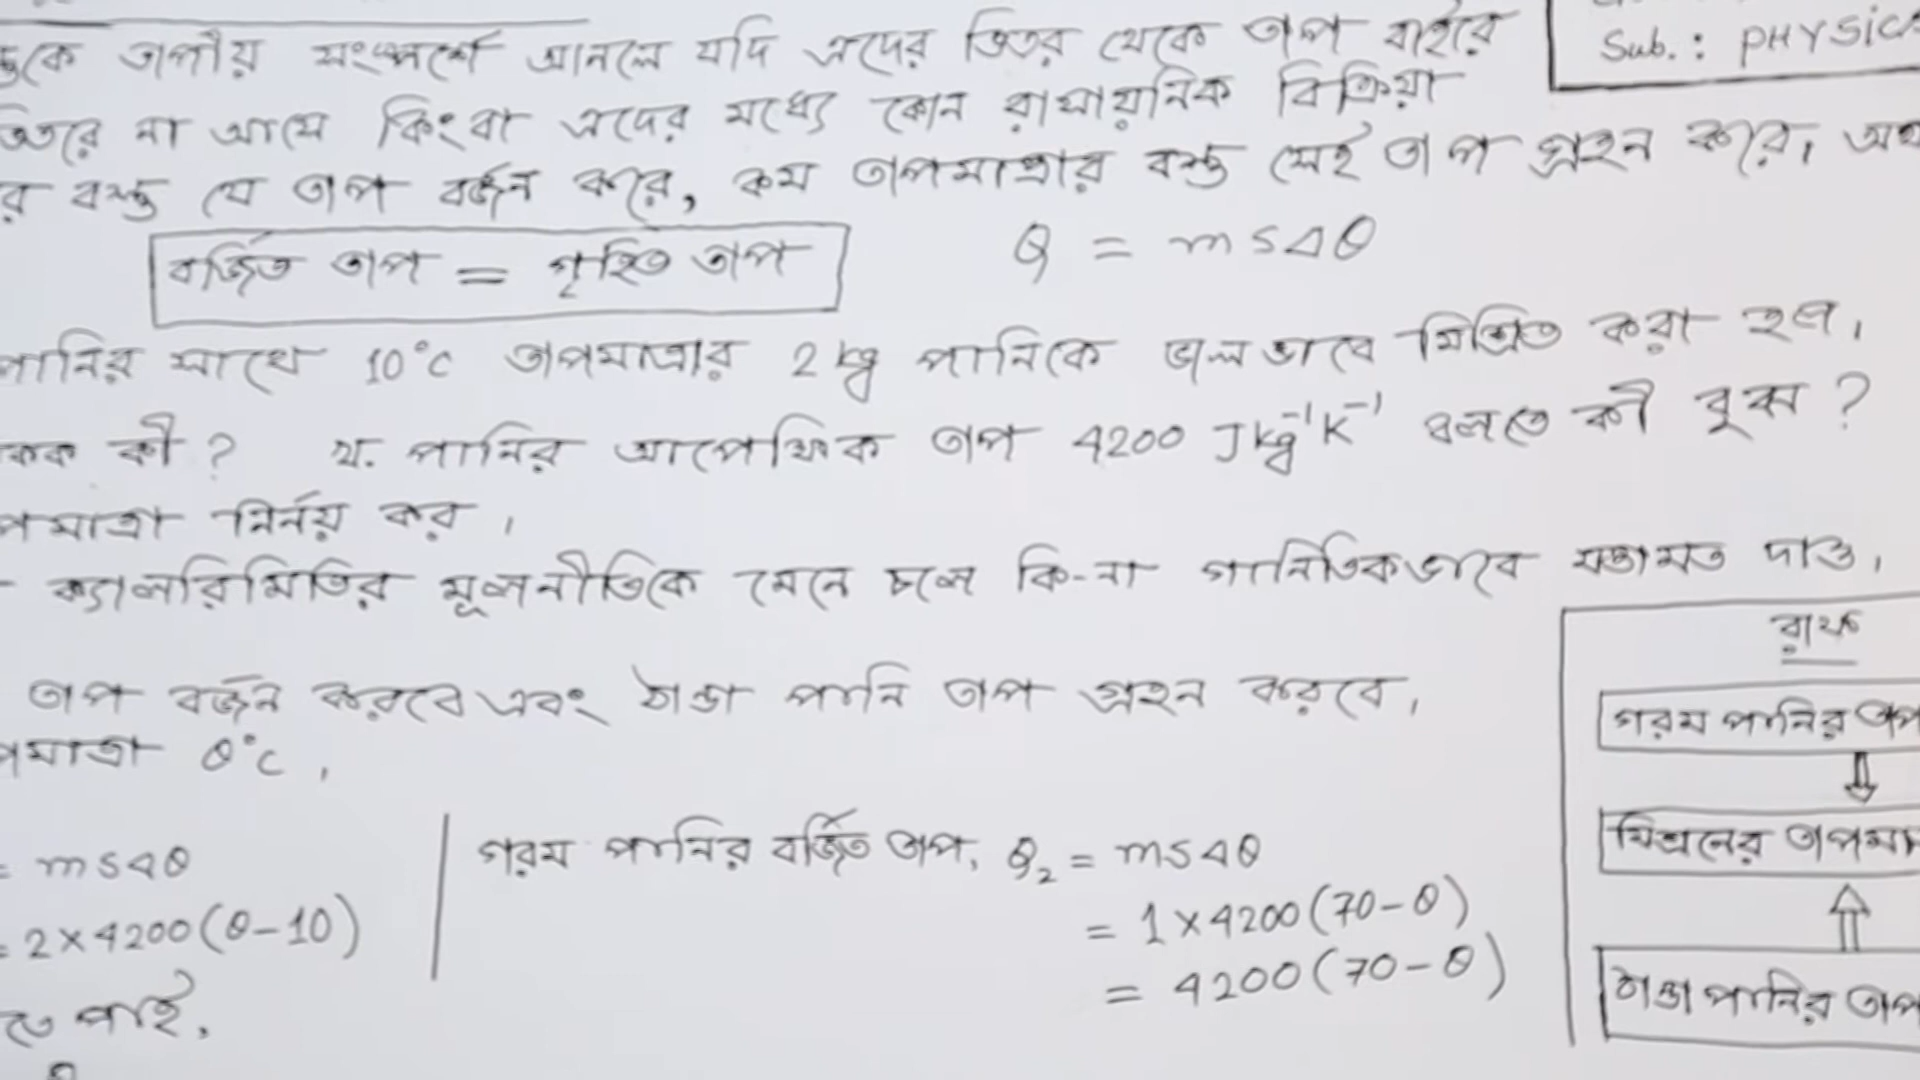 তাপীয় সংস্পর্শে আনলে যদি এদের ভিতর থেকে তাপ বাইরে
না আসে কিংবা এদের মধ্যে কোন রাসায়নিক বিক্রিয়া
র বস্তু যে তাপ বর্জন করে, কম তাপমাত্রার বস্তু সেই তাপ গ্রহন করে।
বর্জিত তাপ = গৃহিত তাপ
Q = msΔθ
Sub. : PHYSICS
পানির সাথে 10°C তাপমাত্রার 2 kg পানিকে ভালভাবে মিশ্রিত করা হল।
কী? খ. পানির আপেক্ষিক তাপ 4200 Jkg⁻¹K⁻¹ বলতে কী বুঝ?
পমাত্রা নির্নয় কর।
ক্যালরিমিতির মূলনীতিকে মেনে চলে কি-না গানিতিকভাবে মতামত দাও।
তাপ বর্জন করবে এবং ঠান্ডা পানি তাপ গ্রহন করবে।
পমাত্রা θ°C।
= msΔθ
= 2×4200(θ-10)
তে পাই,
গরম পানির বর্জিত তাপ, Q₂ = msΔθ
= 1×4200(70-θ)
= 4200(70-θ)
রাফ
গরম পানির তাপ
মিশ্রনের তাপমা
ঠান্ডা পানির তাপ